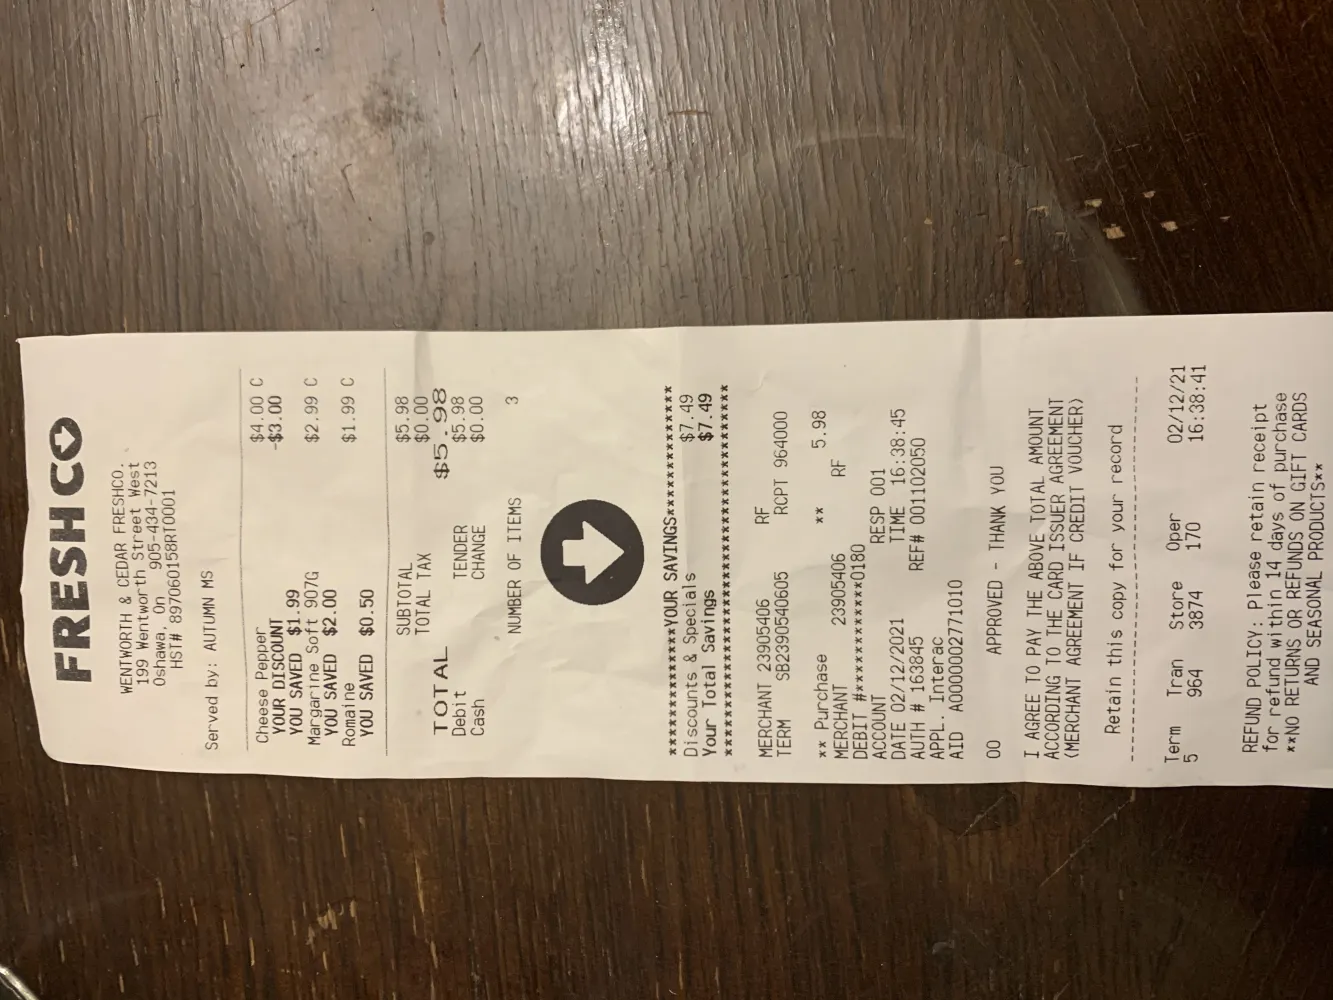 FRESHCO
WENTWORTH & CEDAR FRESHCO.
199 Wentworth Street West
Oshawa, On 905-434-7213
HST# 897060158RT0001
Served by: AUTUMN MS
Cheese Pepper $4.00 C
YOUR DISCOUNT -$3.00
YOU SAVED $1.99
Margarine Soft 907G $2.99 C
YOU SAVED $2.00
Romaine $1.99 C
YOU SAVED $0.50
SUBTOTAL $5.98
TOTAL TAX $0.00
TOTAL $5.98
Debit TENDER $5.98
Cash CHANGE $0.00
NUMBER OF ITEMS 3
************YOUR SAVINGS************
Discounts & Specials $7.49
Your Total Savings $7.49
****************************************
MERCHANT 23905406 RF
TERM SB23905540605 RCPT 964000
** Purchase ** 5.98
MERCHANT 23905406 RF
DEBIT #************0180
ACCOUNT RESP 001
DATE 02/12/2021 TIME 16:38:45
AUTH # 163845 REF# 001102050
APPL. Interac
AID A0000002771010
00 APPROVED - THANK YOU
I AGREE TO PAY THE ABOVE TOTAL AMOUNT
ACCORDING TO THE CARD ISSUER AGREEMENT
(MERCHANT AGREEMENT IF CREDIT VOUCHER)
Retain this copy for your record
----------------------------------------
Term Tran Store Oper 02/12/21
5 964 3874 170 16:38:41
REFUND POLICY: Please retain receipt
for refund within 14 days of purchase
**NO RETURNS OR REFUNDS ON GIFT CARDS
AND SEASONAL PRODUCTS**